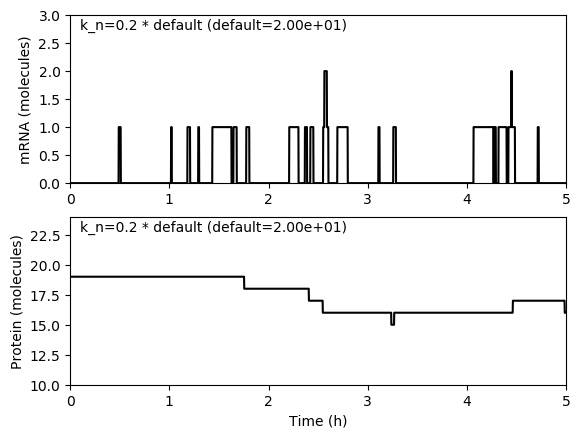 k_n=0.2 * default (default=2.00e+01)
mRNA (molecules)
3.0
2.5
2.0
1.5
1.0
0.5
0.0
0 1 2 3 4 5
k_n=0.2 * default (default=2.00e+01)
Protein (molecules)
22.5
20.0
17.5
15.0
12.5
10.0
0 1 2 3 4 5
Time (h)